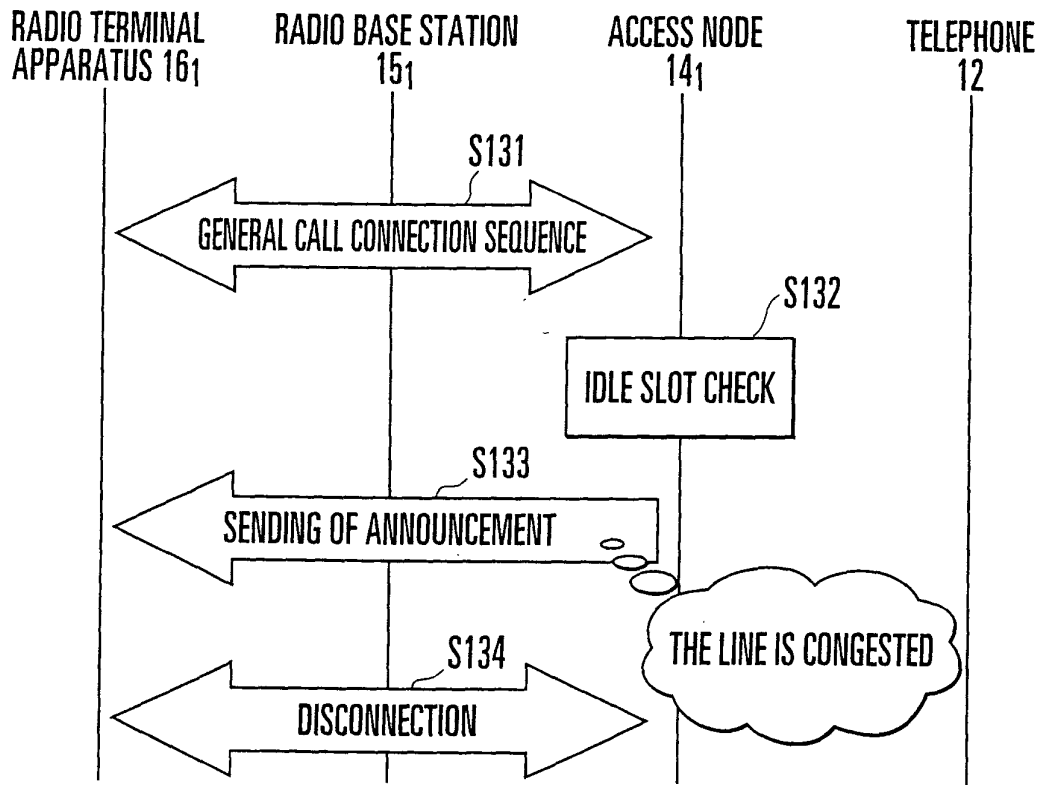 RADIO TERMINAL
APPARATUS 16₁
RADIO BASE STATION
15₁
ACCESS NODE
14₁
TELEPHONE
12
S131
GENERAL CALL CONNECTION SEQUENCE
S132
IDLE SLOT CHECK
S133
SENDING OF ANNOUNCEMENT
THE LINE IS CONGESTED
S134
DISCONNECTION